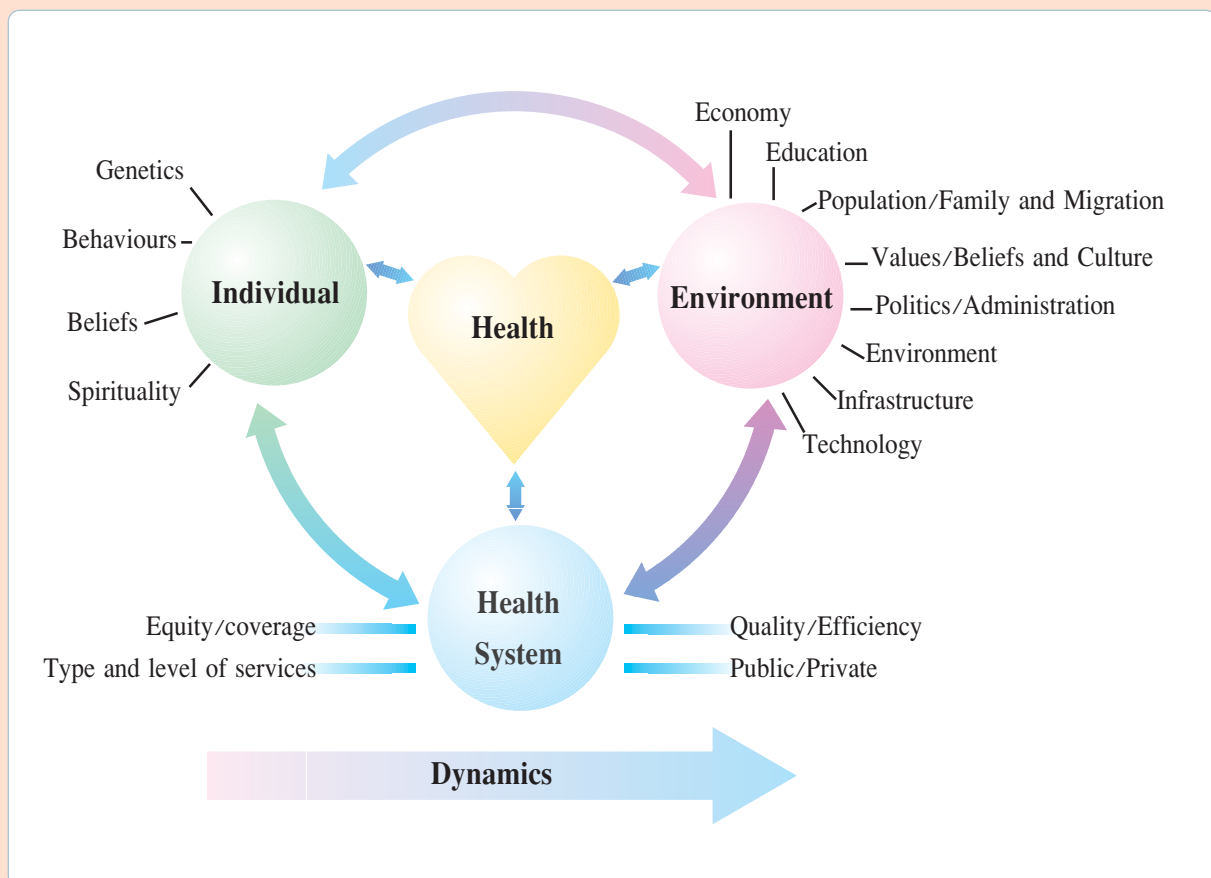 Economy
Education
Genetics
Population/Family and Migration
Behaviours
Values/Beliefs and Culture
Individual
Environment
Health
Politics/Administration
Beliefs
Environment
Spirituality
Infrastructure
Technology
Health
System
Equity/coverage
Quality/Efficiency
Type and level of services
Public/Private
Dynamics